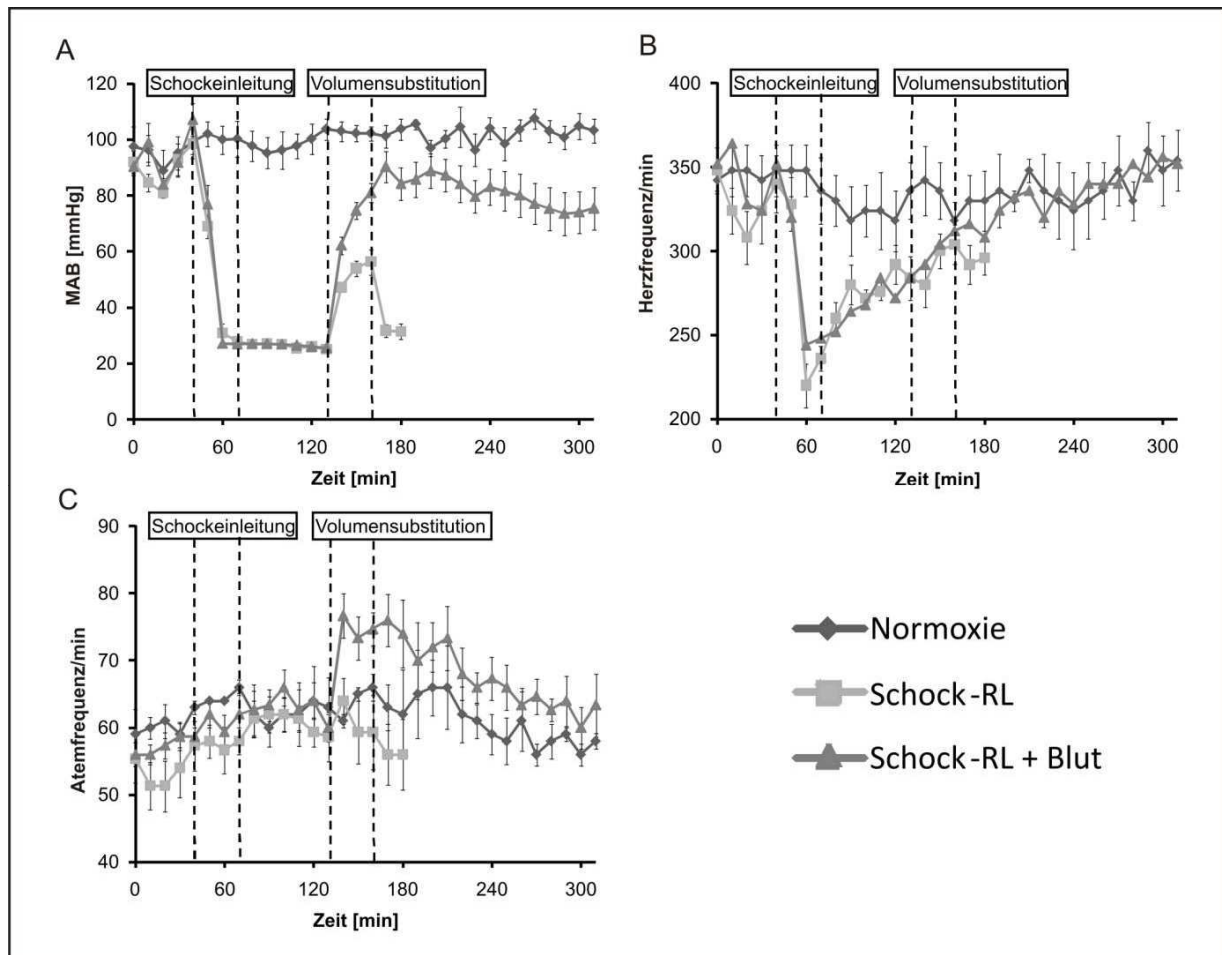 A
Schockeinleitung
Volumensubstitution
120
100
80
60
40
20
0
MAB [mmHg]
0 60 120 180 240 300
Zeit [min]
B
Schockeinleitung
Volumensubstitution
400
350
300
250
200
Herzfrequenz/min
0 60 120 180 240 300
Zeit [min]
C
Schockeinleitung
Volumensubstitution
90
80
70
60
50
40
Atemfrequenz/min
0 60 120 180 240 300
Zeit [min]
Normoxie
Schock-RL
Schock-RL + Blut